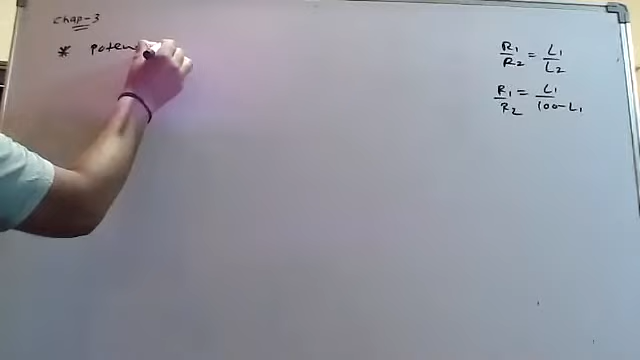 chap-3
* poten
R₁/R₂ = L₁/L₂
R₁/R₂ = L₁/100-L₁